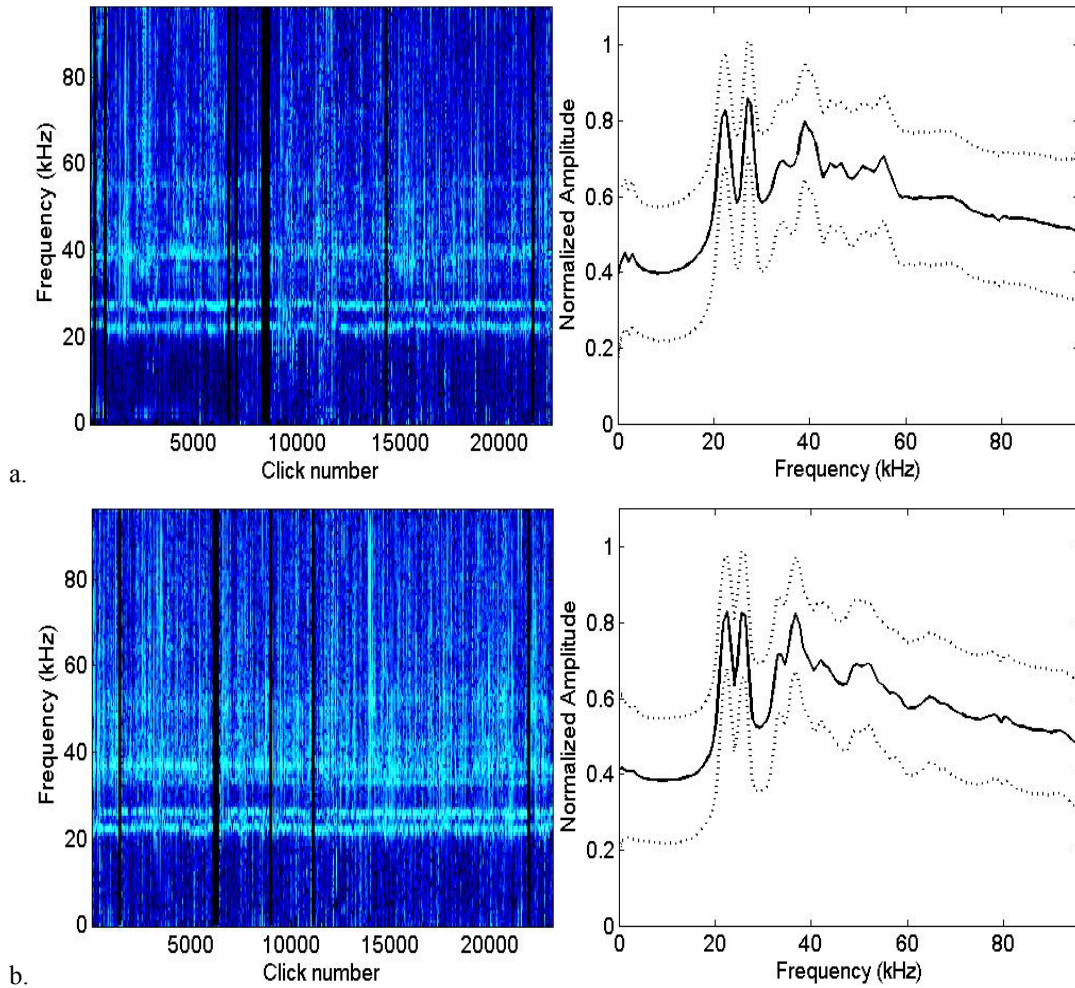 80
60
40
20
0
Frequency (kHz)
5000 10000 15000 20000
Click number
1
0.8
0.6
0.4
0.2
0
Normalized Amplitude
0 20 40 60 80
Frequency (kHz)
a.
80
60
40
20
0
Frequency (kHz)
5000 10000 15000 20000
Click number
1
0.8
0.6
0.4
0.2
0
Normalized Amplitude
0 20 40 60 80
Frequency (kHz)
b.